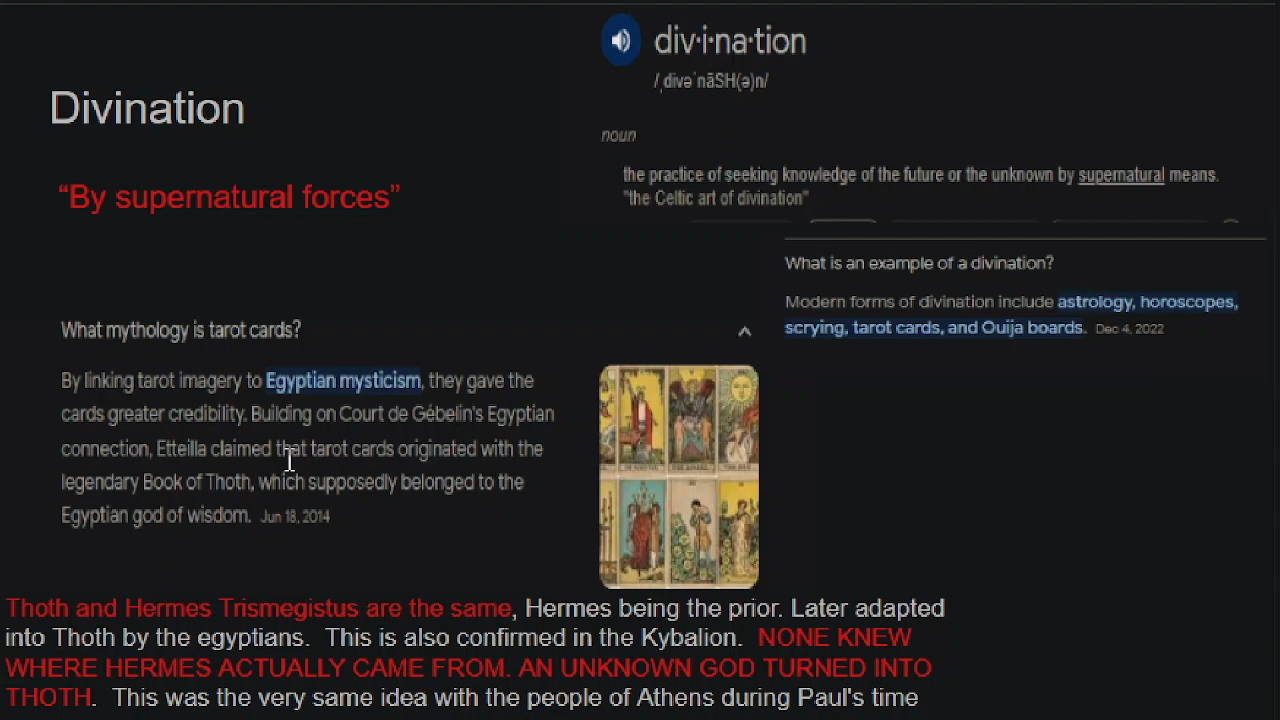 div·i·na·tion
/ˌdivəˈnāSH(ə)n/
Divination
noun
the practice of seeking knowledge of the future or the unknown by supernatural means.
"the Celtic art of divination"
“By supernatural forces”
What is an example of a divination?
Modern forms of divination include astrology, horoscopes,
scrying, tarot cards, and Ouija boards. Dec 4, 2022
What mythology is tarot cards?
By linking tarot imagery to Egyptian mysticism, they gave the
cards greater credibility. Building on Court de Gébelin's Egyptian
connection, Etteilla claimed that tarot cards originated with the
legendary Book of Thoth, which supposedly belonged to the
Egyptian god of wisdom. Jun 18, 2014
Thoth and Hermes Trismegistus are the same, Hermes being the prior. Later adapted
into Thoth by the egyptians. This is also confirmed in the Kybalion. NONE KNEW
WHERE HERMES ACTUALLY CAME FROM. AN UNKNOWN GOD TURNED INTO
THOTH. This was the very same idea with the people of Athens during Paul's time